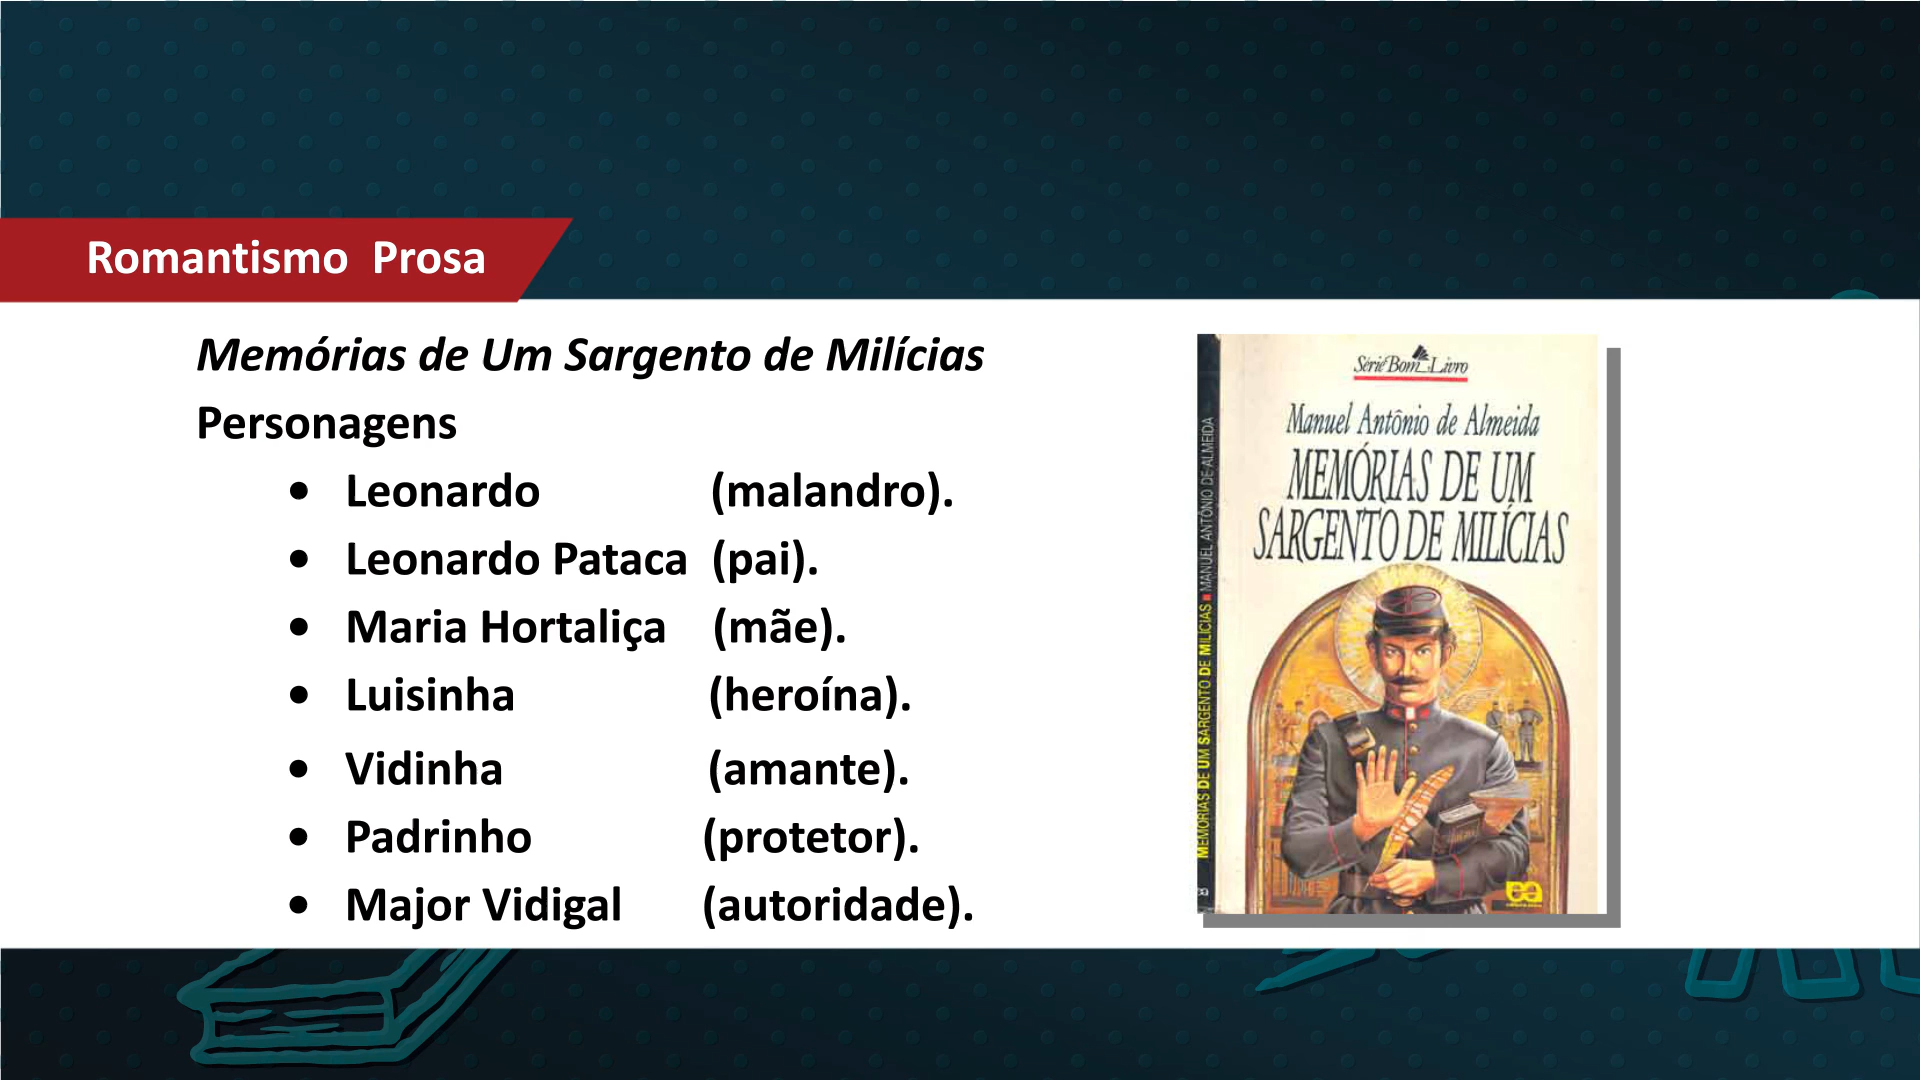 Romantismo Prosa
Memórias de Um Sargento de Milícias
Personagens
• Leonardo (malandro).
• Leonardo Pataca (pai).
• Maria Hortaliça (mãe).
• Luisinha (heroína).
• Vidinha (amante).
• Padrinho (protetor).
• Major Vidigal (autoridade).
Série Bom Livro
Manuel Antônio de Almeida
MEMÓRIAS DE UM
SARGENTO DE MILÍCIAS
MEMÓRIAS DE UM SARGENTO DE MILÍCIAS ■ MANUEL ANTÔNIO DE ALMEIDA